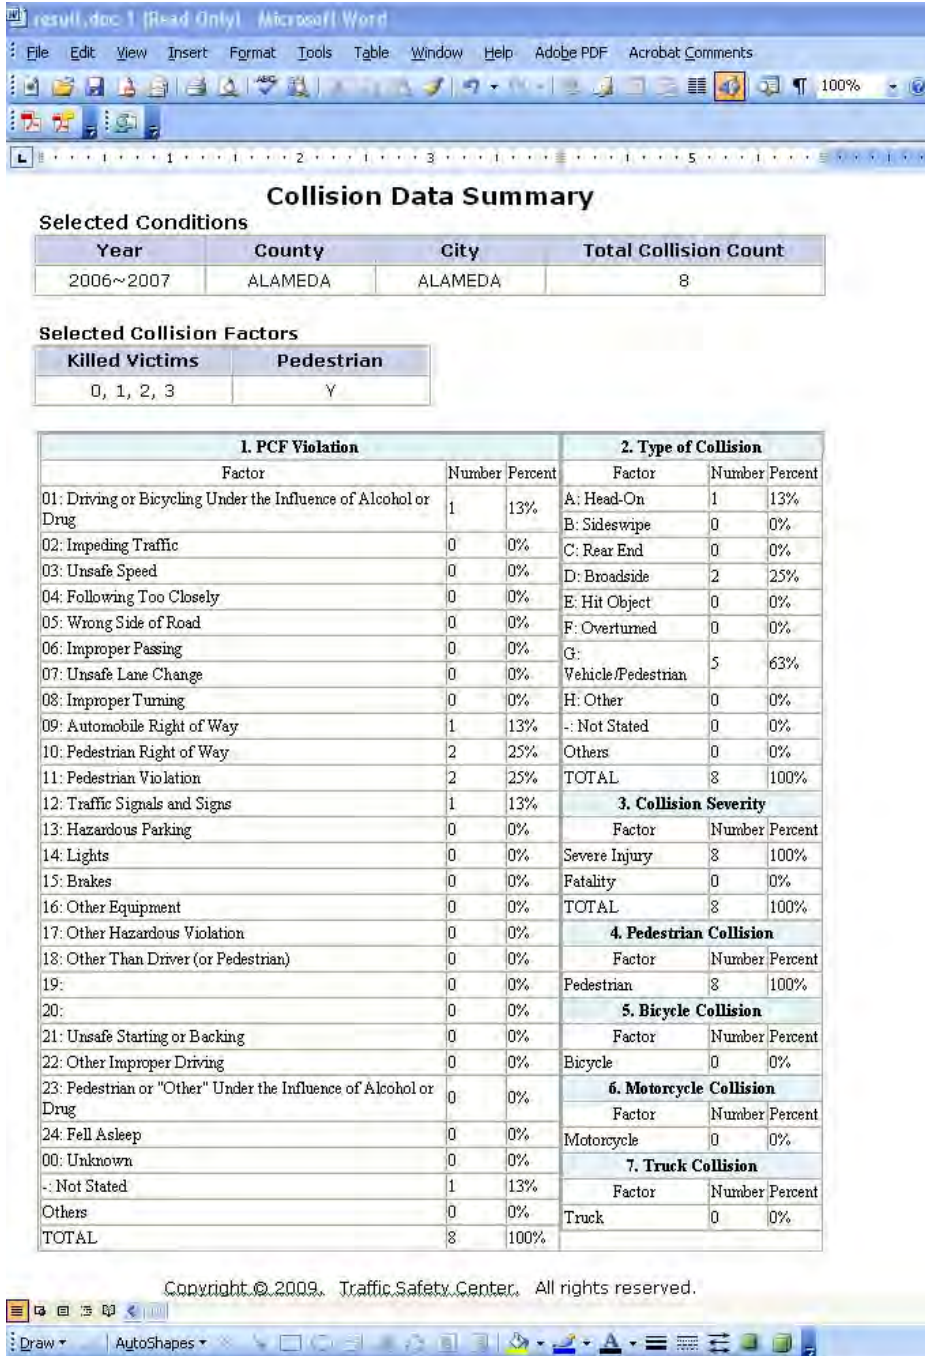 result.doc 1 (Read Only) Microsoft Word
File Edit View Insert Format Tools Table Window Help Adobe PDF Acrobat Comments
100%
1 2 3 5
Collision Data Summary
Selected Conditions
Year County City Total Collision Count
2006~2007 ALAMEDA ALAMEDA 8
Selected Collision Factors
Killed Victims Pedestrian
0, 1, 2, 3 Y
1. PCF Violation
Factor Number Percent
01: Driving or Bicycling Under the Influence of Alcohol or
Drug 1 13%
02: Impeding Traffic 0 0%
03: Unsafe Speed 0 0%
04: Following Too Closely 0 0%
05: Wrong Side of Road 0 0%
06: Improper Passing 0 0%
07: Unsafe Lane Change 0 0%
08: Improper Turning 0 0%
09: Automobile Right of Way 1 13%
10: Pedestrian Right of Way 2 25%
11: Pedestrian Violation 2 25%
12: Traffic Signals and Signs 1 13%
13: Hazardous Parking 0 0%
14: Lights 0 0%
15: Brakes 0 0%
16: Other Equipment 0 0%
17: Other Hazardous Violation 0 0%
18: Other Than Driver (or Pedestrian) 0 0%
19: 0 0%
20: 0 0%
21: Unsafe Starting or Backing 0 0%
22: Other Improper Driving 0 0%
23: Pedestrian or "Other" Under the Influence of Alcohol or
Drug 0 0%
24: Fell Asleep 0 0%
00: Unknown 0 0%
-: Not Stated 1 13%
Others 0 0%
TOTAL 8 100%
2. Type of Collision
Factor Number Percent
A: Head-On 1 13%
B: Sideswipe 0 0%
C: Rear End 0 0%
D: Broadside 2 25%
E: Hit Object 0 0%
F: Overturned 0 0%
G:
Vehicle/Pedestrian 5 63%
H: Other 0 0%
-: Not Stated 0 0%
Others 0 0%
TOTAL 8 100%
3. Collision Severity
Factor Number Percent
Severe Injury 8 100%
Fatality 0 0%
TOTAL 8 100%
4. Pedestrian Collision
Factor Number Percent
Pedestrian 8 100%
5. Bicycle Collision
Factor Number Percent
Bicycle 0 0%
6. Motorcycle Collision
Factor Number Percent
Motorcycle 0 0%
7. Truck Collision
Factor Number Percent
Truck 0 0%
Copyright © 2009. Traffic Safety Center. All rights reserved.
Draw AutoShapes